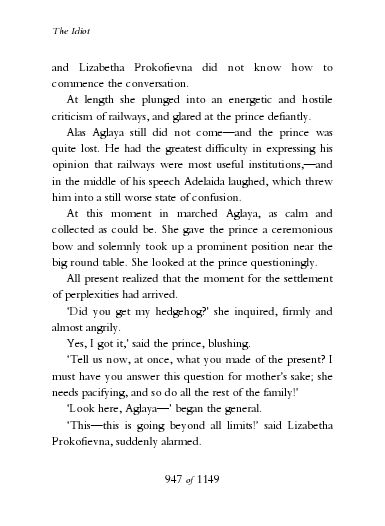 The Idiot
and Lizabetha Prokofievna did not know how to
commence the conversation.
At length she plunged into an energetic and hostile
criticism of railways, and glared at the prince defiantly.
Alas Aglaya still did not come—and the prince was
quite lost. He had the greatest difficulty in expressing his
opinion that railways were most useful institutions,—and
in the middle of his speech Adelaida laughed, which threw
him into a still worse state of confusion.
At this moment in marched Aglaya, as calm and
collected as could be. She gave the prince a ceremonious
bow and solemnly took up a prominent position near the
big round table. She looked at the prince questioningly.
All present realized that the moment for the settlement
of perplexities had arrived.
'Did you get my hedgehog?' she inquired, firmly and
almost angrily.
Yes, I got it,' said the prince, blushing.
'Tell us now, at once, what you made of the present? I
must have you answer this question for mother's sake; she
needs pacifying, and so do all the rest of the family!'
'Look here, Aglaya—' began the general.
'This—this is going beyond all limits!' said Lizabetha
Prokofievna, suddenly alarmed.
947 of 1149